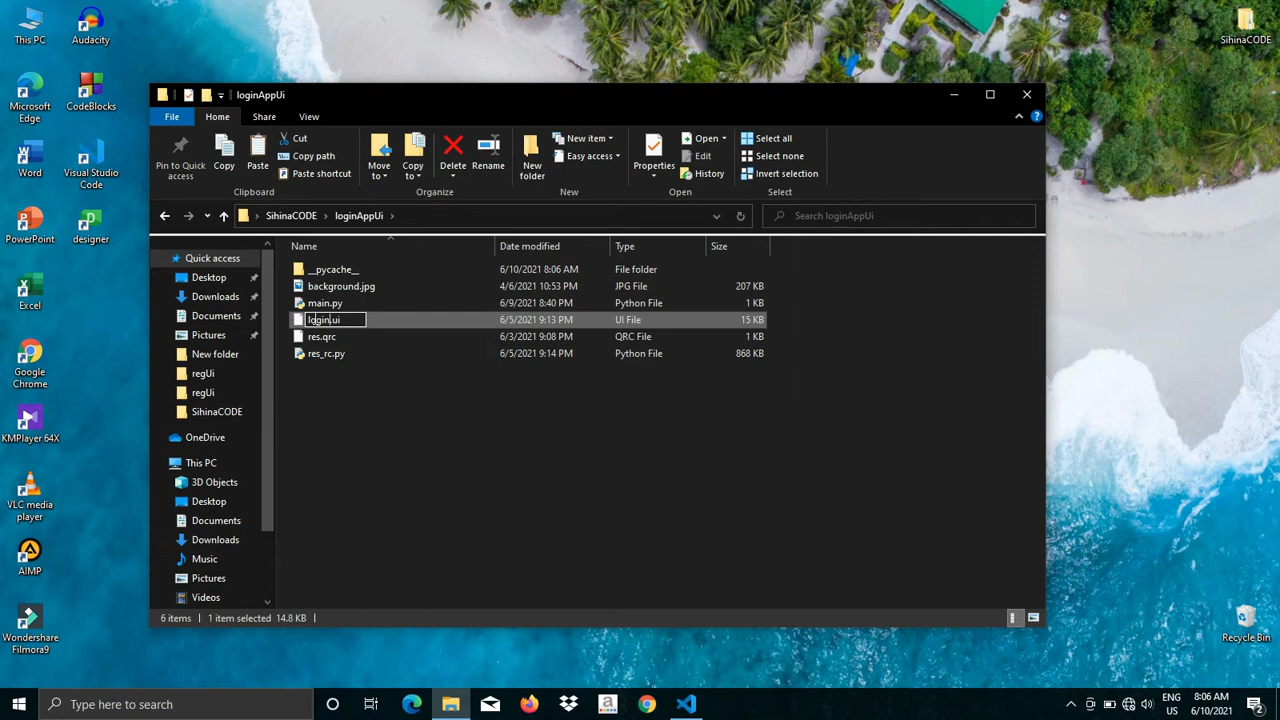 This PC
Audacity
SihinaCODE
Microsoft
Edge
CodeBlocks
Word
Visual Studio
Code
PowerPoint
designer
Excel
Google
Chrome
KMPlayer 64X
VLC media
player
AIMP
Wondershare
Filmora9
Recycle Bin
loginAppUi
File
Home
Share
View
Pin to Quick
access
Copy
Paste
Cut
Copy path
Paste shortcut
Clipboard
Move
to
Copy
to
Delete
Rename
Organize
New
folder
New item
Easy access
New
Properties
Open
Edit
History
Open
Select all
Select none
Invert selection
Select
SihinaCODE > loginAppUi >
Search loginAppUi
Quick access
Desktop
Downloads
Documents
Pictures
New folder
regUi
regUi
SihinaCODE
OneDrive
This PC
3D Objects
Desktop
Documents
Downloads
Music
Pictures
Videos
Name Date modified Type Size
__pycache__ 6/10/2021 8:06 AM File folder
background.jpg 4/6/2021 10:53 PM JPG File 207 KB
main.py 6/9/2021 8:40 PM Python File 1 KB
login.ui 6/5/2021 9:13 PM UI File 15 KB
res.qrc 6/3/2021 9:08 PM QRC File 1 KB
res_rc.py 6/5/2021 9:14 PM Python File 868 KB
6 items | 1 item selected 14.8 KB |
Type here to search
ENG
US
8:06 AM
6/10/2021
2